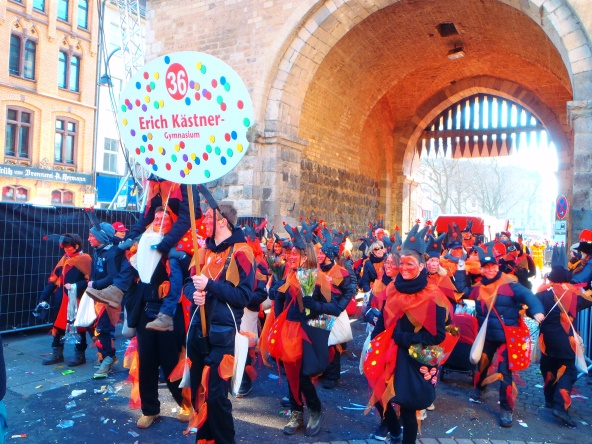 36
Erich Kästner-
Gymnasium